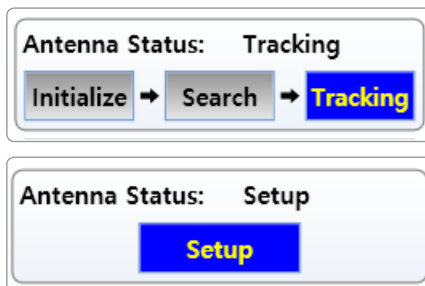 Antenna Status: Tracking
Initialize ➡ Search ➡ Tracking
Antenna Status: Setup
Setup